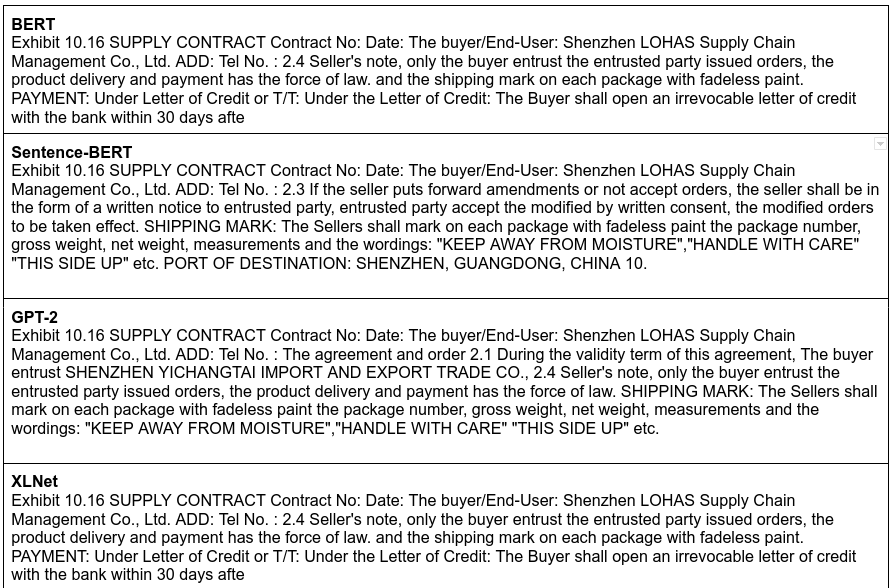 BERT
Exhibit 10.16 SUPPLY CONTRACT Contract No: Date: The buyer/End-User: Shenzhen LOHAS Supply Chain
Management Co., Ltd. ADD: Tel No. : 2.4 Seller's note, only the buyer entrust the entrusted party issued orders, the
product delivery and payment has the force of law. and the shipping mark on each package with fadeless paint.
PAYMENT: Under Letter of Credit or T/T: Under the Letter of Credit: The Buyer shall open an irrevocable letter of credit
with the bank within 30 days afte
Sentence-BERT
Exhibit 10.16 SUPPLY CONTRACT Contract No: Date: The buyer/End-User: Shenzhen LOHAS Supply Chain
Management Co., Ltd. ADD: Tel No. : 2.3 If the seller puts forward amendments or not accept orders, the seller shall be in
the form of a written notice to entrusted party, entrusted party accept the modified by written consent, the modified orders
to be taken effect. SHIPPING MARK: The Sellers shall mark on each package with fadeless paint the package number,
gross weight, net weight, measurements and the wordings: "KEEP AWAY FROM MOISTURE","HANDLE WITH CARE"
"THIS SIDE UP" etc. PORT OF DESTINATION: SHENZHEN, GUANGDONG, CHINA 10.
GPT-2
Exhibit 10.16 SUPPLY CONTRACT Contract No: Date: The buyer/End-User: Shenzhen LOHAS Supply Chain
Management Co., Ltd. ADD: Tel No. : The agreement and order 2.1 During the validity term of this agreement, The buyer
entrust SHENZHEN YICHANGTAI IMPORT AND EXPORT TRADE CO., 2.4 Seller's note, only the buyer entrust the
entrusted party issued orders, the product delivery and payment has the force of law. SHIPPING MARK: The Sellers shall
mark on each package with fadeless paint the package number, gross weight, net weight, measurements and the
wordings: "KEEP AWAY FROM MOISTURE","HANDLE WITH CARE" "THIS SIDE UP" etc.
XLNet
Exhibit 10.16 SUPPLY CONTRACT Contract No: Date: The buyer/End-User: Shenzhen LOHAS Supply Chain
Management Co., Ltd. ADD: Tel No. : 2.4 Seller's note, only the buyer entrust the entrusted party issued orders, the
product delivery and payment has the force of law. and the shipping mark on each package with fadeless paint.
PAYMENT: Under Letter of Credit or T/T: Under the Letter of Credit: The Buyer shall open an irrevocable letter of credit
with the bank within 30 days afte